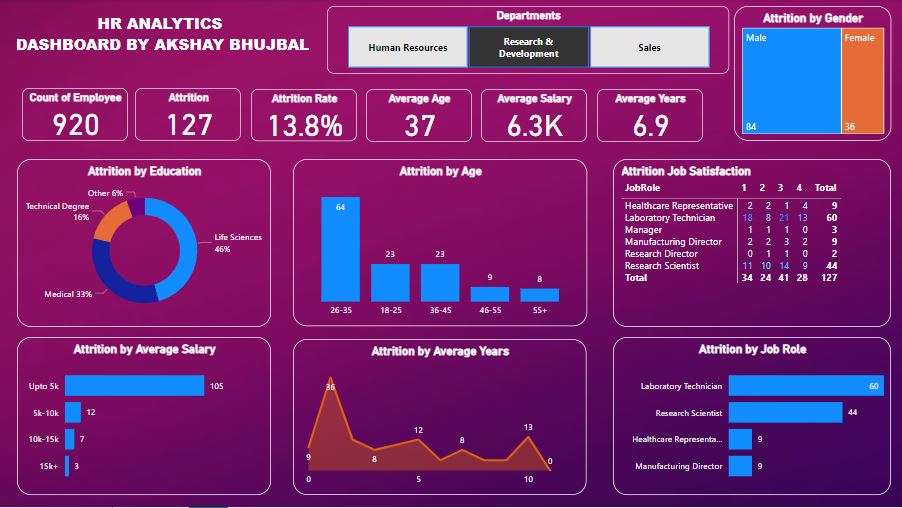 HR ANALYTICS
DASHBOARD BY AKSHAY BHUJBAL
Departments
Human Resources
Research &
Development
Sales
Attrition by Gender
Male
Female
84
36
Count of Employee
920
Attrition
127
Attrition Rate
13.8%
Average Age
37
Average Salary
6.3K
Average Years
6.9
Attrition by Education
Other 6%
Technical Degree
16%
Life Sciences
46%
Medical 33%
Attrition by Age
64
23
23
9
8
26-35
18-25
36-45
46-55
55+
Attrition Job Satisfaction
JobRole 1 2 3 4 Total
Healthcare Representative 2 2 1 4 9
Laboratory Technician 18 8 21 13 60
Manager 1 1 1 0 3
Manufacturing Director 2 2 3 2 9
Research Director 0 1 1 0 2
Research Scientist 11 10 14 9 44
Total 34 24 41 28 127
Attrition by Average Salary
Upto 5k 105
5k-10k 12
10k-15k 7
15k+ 3
Attrition by Average Years
36
9
8
12
8
13
0
0
5
10
Attrition by Job Role
Laboratory Technician 60
Research Scientist 44
Healthcare Representa... 9
Manufacturing Director 9